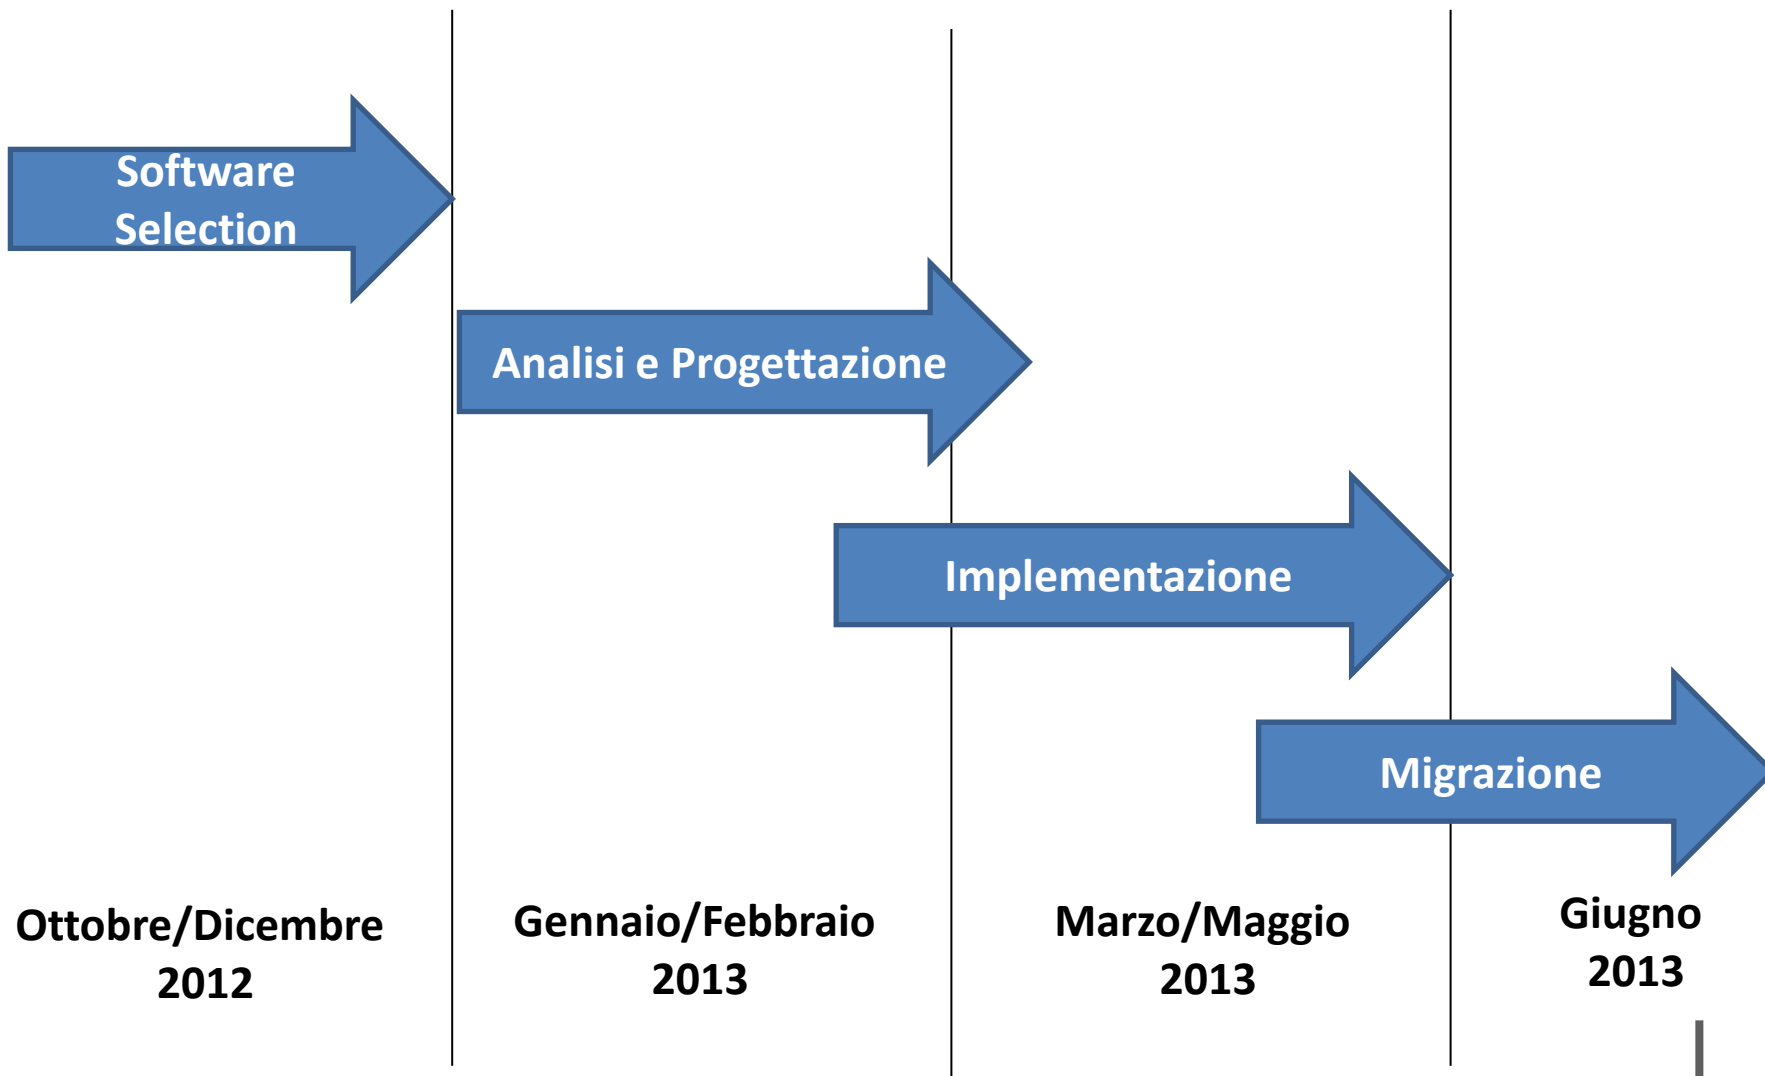 Software
Selection
Analisi e Progettazione
Implementazione
Migrazione
Ottobre/Dicembre
2012
Gennaio/Febbraio
2013
Marzo/Maggio
2013
Giugno
2013